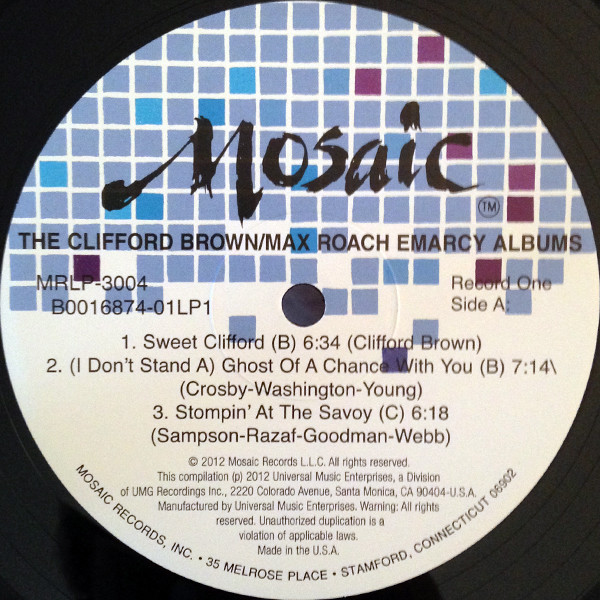 Mosaic
TM
THE CLIFFORD BROWN/MAX ROACH EMARCY ALBUMS
MRLP-3004
Record One
B0016874-01LP1
Side A:
1. Sweet Clifford (B) 6:34 (Clifford Brown)
2. (I Don't Stand A) Ghost Of A Chance With You (B) 7:14\
(Crosby-Washington-Young)
3. Stompin' At The Savoy (C) 6:18
(Sampson-Razaf-Goodman-Webb)
© 2012 Mosaic Records L.L.C. All rights reserved.
This compilation (p) 2012 Universal Music Enterprises, a Division
of UMG Recordings Inc., 2220 Colorado Avenue, Santa Monica, CA 90404-U.S.A.
Manufactured by Universal Music Enterprises. Warning: All rights
reserved. Unauthorized duplication is a
violation of applicable laws.
Made in the U.S.A.
MOSAIC RECORDS, INC. • 35 MELROSE PLACE • STAMFORD, CONNECTICUT 06902